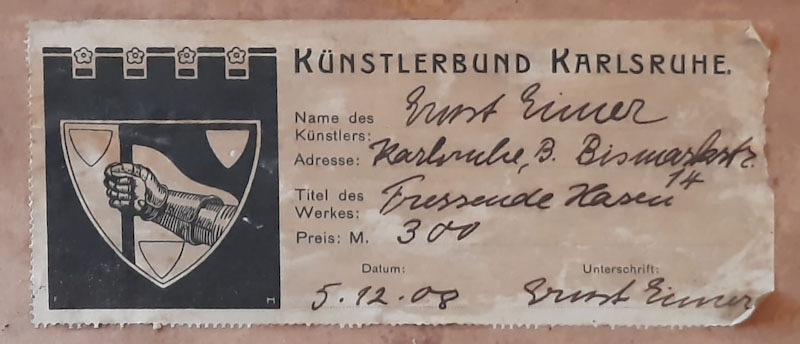 KÜNSTLERBUND KARLSRUHE.
Name des Künstlers: Ernst Eimer
Adresse: Karlsruhe, B. Bismarkstr. 14
Titel des Werkes: Fressende Hasen
Preis: M. 300
Datum: Unterschrift:
5.12.08 Ernst Eimer